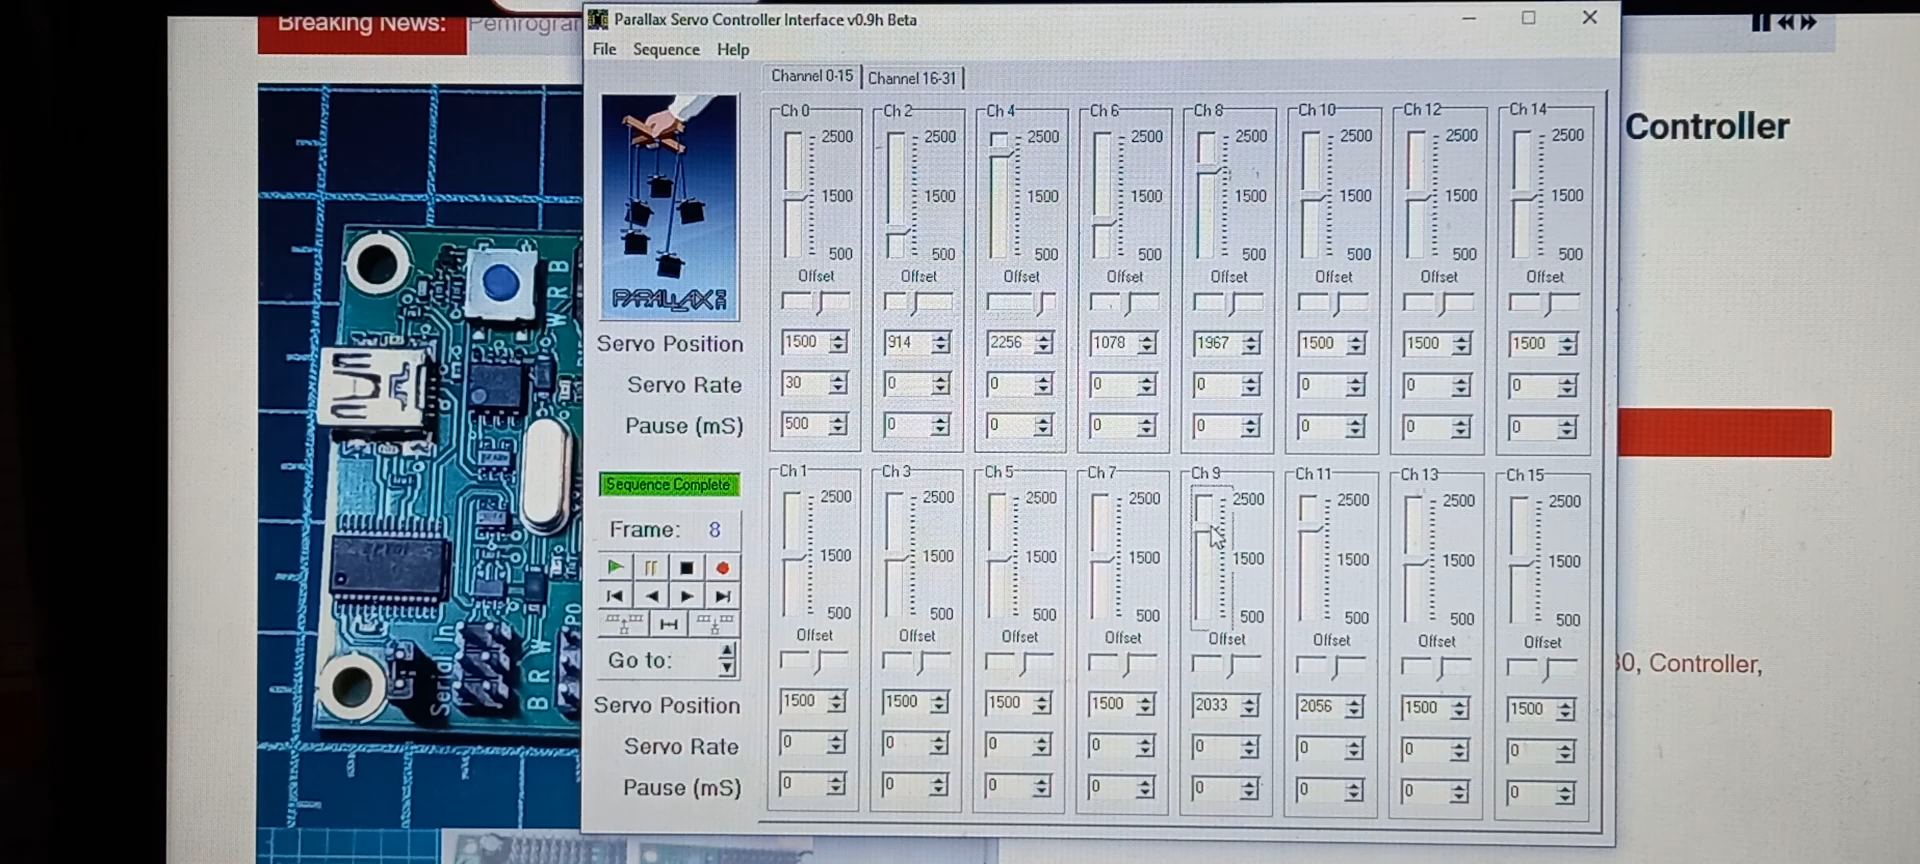 Breaking News:
Pemrogra
Parallax Servo Controller Interface v0.9h Beta
File Sequence Help
Channel 0-15 Channel 16-31
Controller
Ch 0 Ch 2 Ch 4 Ch 6 Ch 8 Ch 10 Ch 12 Ch 14
2500 2500 2500 2500 2500 2500 2500 2500
1500 1500 1500 1500 1500 1500 1500 1500
500 500 500 500 500 500 500 500
Offset Offset Offset Offset Offset Offset Offset Offset
PARALLAX
Servo Position 1500 914 2256 1078 1967 1500 1500 1500
Servo Rate 30 0 0 0 0 0 0 0
Pause (mS) 500 0 0 0 0 0 0 0
Ch 1 Ch 3 Ch 5 Ch 7 Ch 9 Ch 11 Ch 13 Ch 15
2500 2500 2500 2500 2500 2500 2500 2500
Sequence Complete
Frame: 8
1500 1500 1500 1500 1500 1500 1500 1500
500 500 500 500 500 500 500 500
Offset Offset Offset Offset Offset Offset Offset Offset
Go to:
Servo Position 1500 1500 1500 1500 2033 2056 1500 1500
Servo Rate 0 0 0 0 0 0 0 0
Pause (mS) 0 0 0 0 0 0 0 0
W R B
Serial In
B R W
P0
30, Controller,